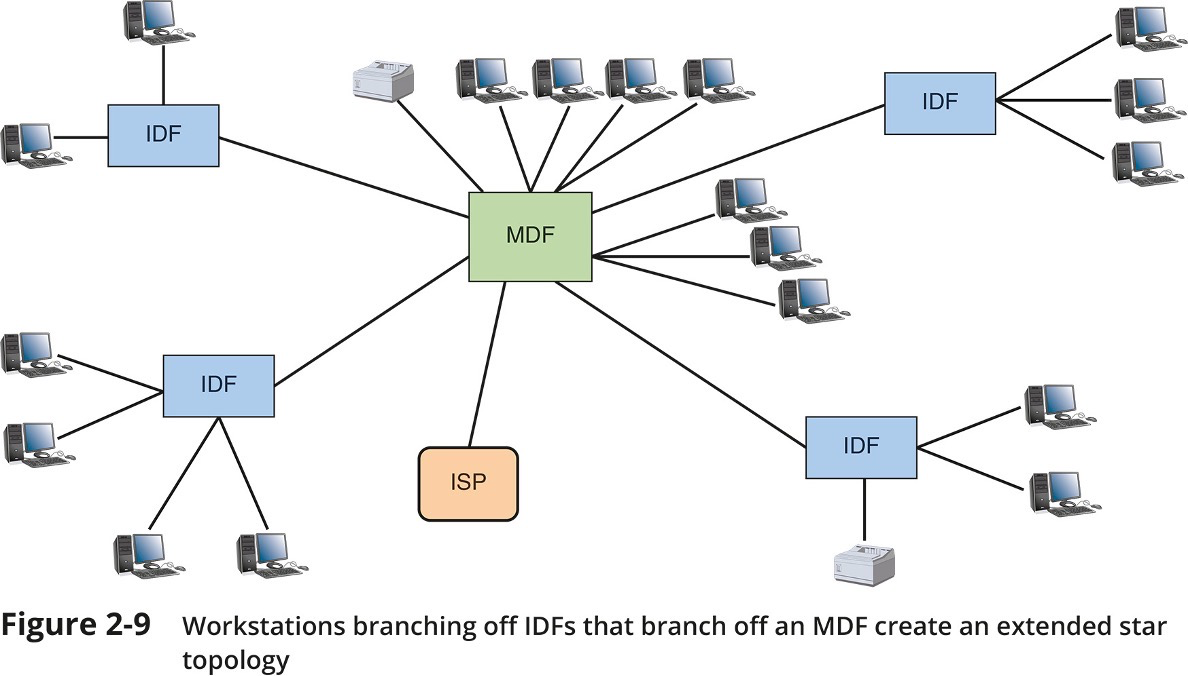 IDF
IDF
MDF
IDF
IDF
ISP
Figure 2-9 Workstations branching off IDFs that branch off an MDF create an extended star
topology